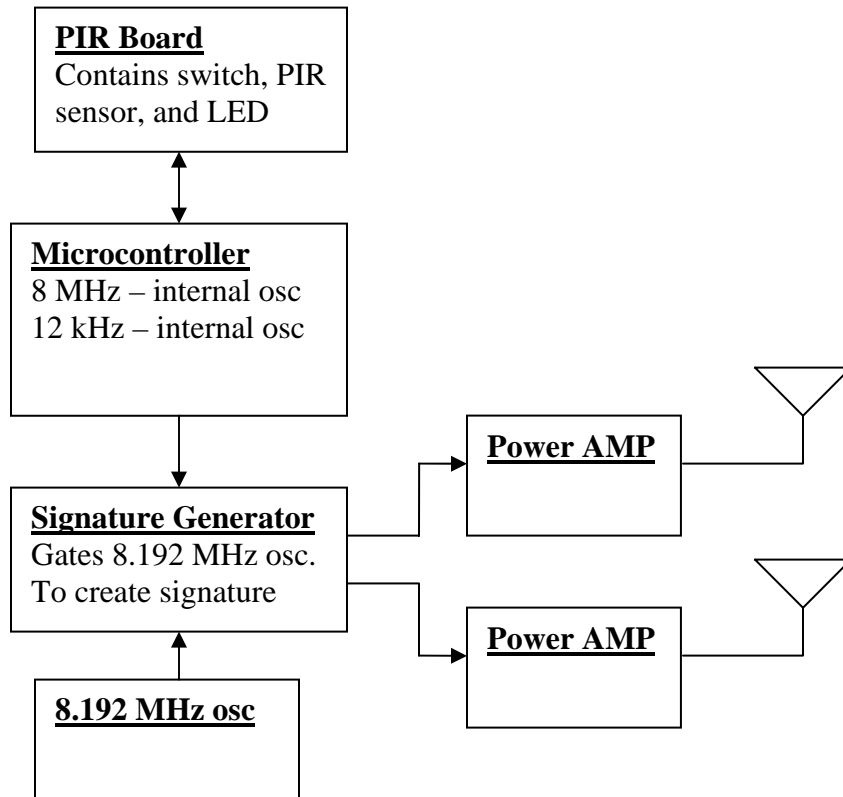 PIR Board
Contains switch, PIR
sensor, and LED
Microcontroller
8 MHz – internal osc
12 kHz – internal osc
Signature Generator
Gates 8.192 MHz osc.
To create signature
Power AMP
Power AMP
8.192 MHz osc